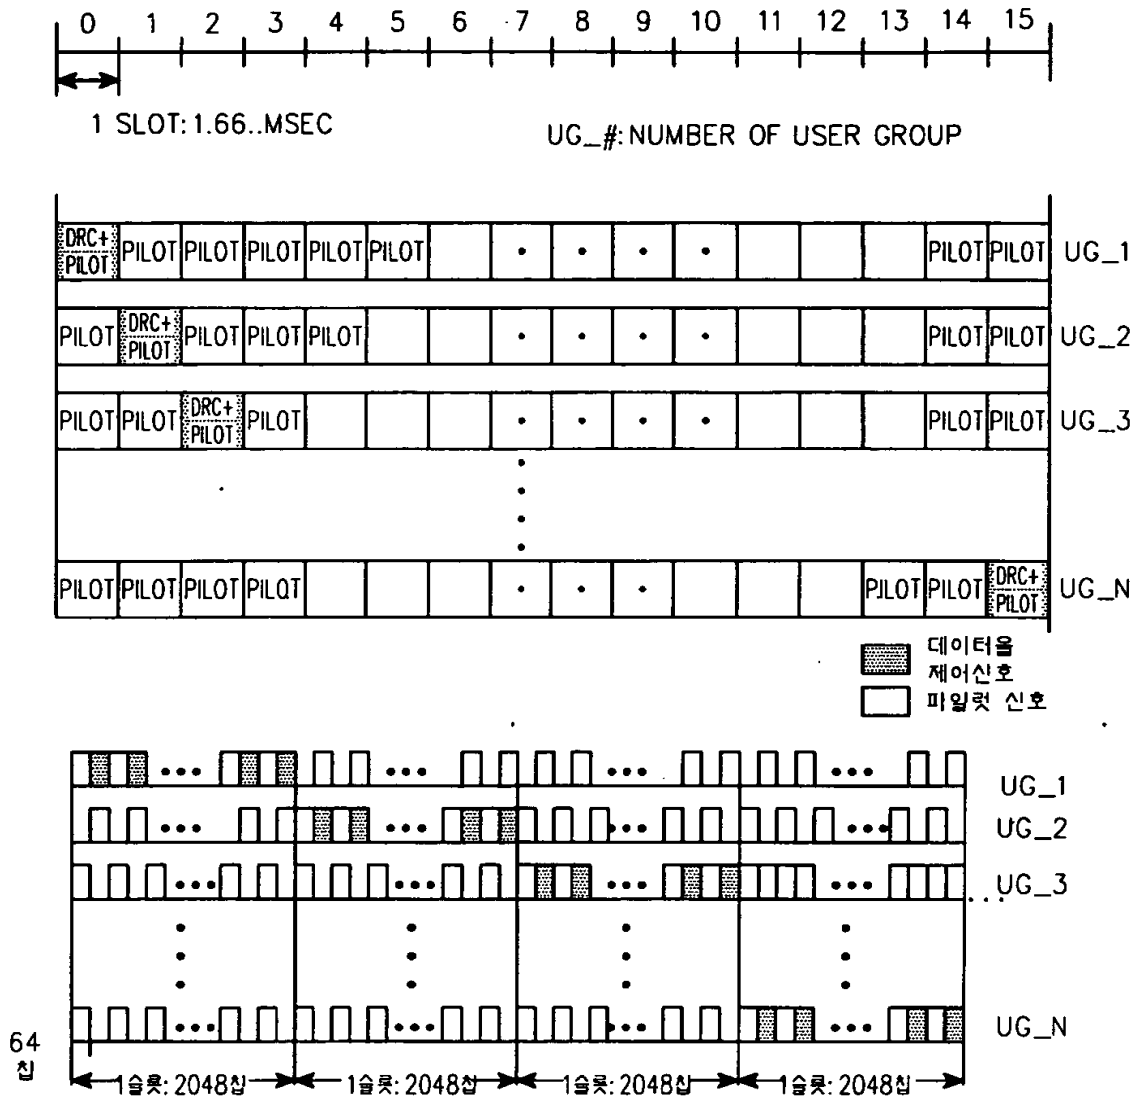 0 1 2 3 4 5 6 7 8 9 10 11 12 13 14 15
1 SLOT: 1.66..MSEC
UG_#: NUMBER OF USER GROUP
DRC+ PILOT PILOT PILOT PILOT PILOT PILOT PILOT PILOT UG_1
PILOT DRC+ PILOT PILOT PILOT PILOT PILOT PILOT UG_2
PILOT PILOT DRC+ PILOT PILOT PILOT PILOT UG_3
PILOT PILOT PILOT PILOT PILOT PILOT DRC+ PILOT UG_N
데이터율
제어신호
파일럿 신호
UG_1
UG_2
UG_3
UG_N
64
칩
1슬롯: 2048칩 1슬롯: 2048칩 1슬롯: 2048칩 1슬롯: 2048칩